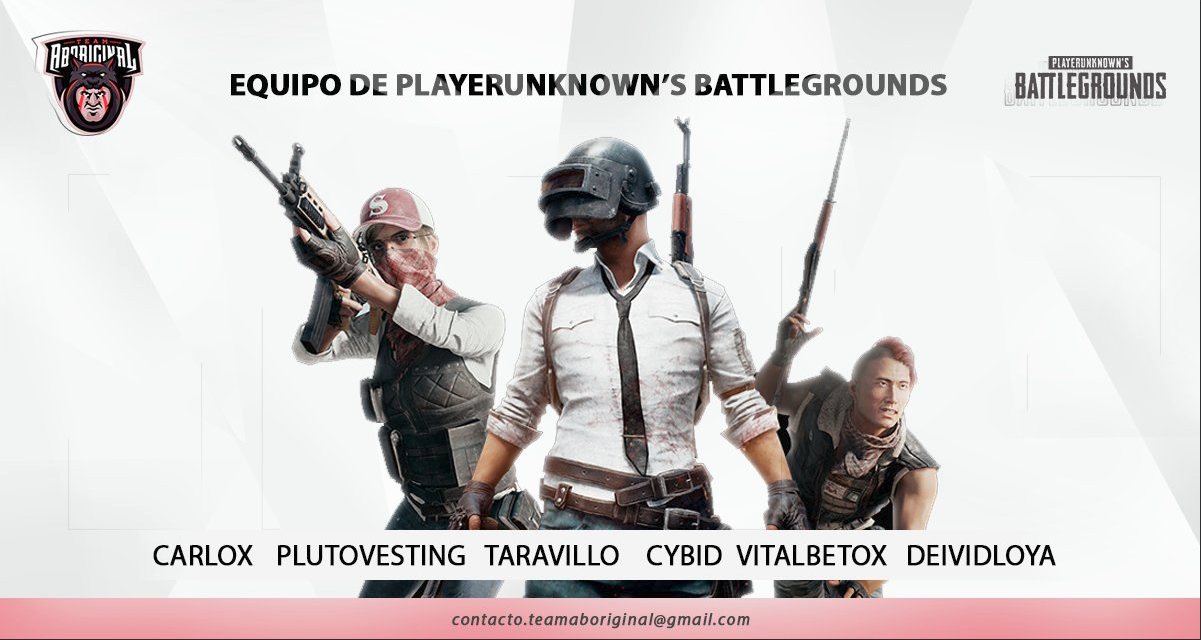 TEAM
ABORIGINAL
EQUIPO DE PLAYERUNKNOWN'S BATTLEGROUNDS
PLAYERUNKNOWN'S
BATTLEGROUNDS
S
CARLOX PLUTOVESTING TARAVILLO CYBID VITALBETOX DEIVIDLOYA
contacto.teamaboriginal@gmail.com